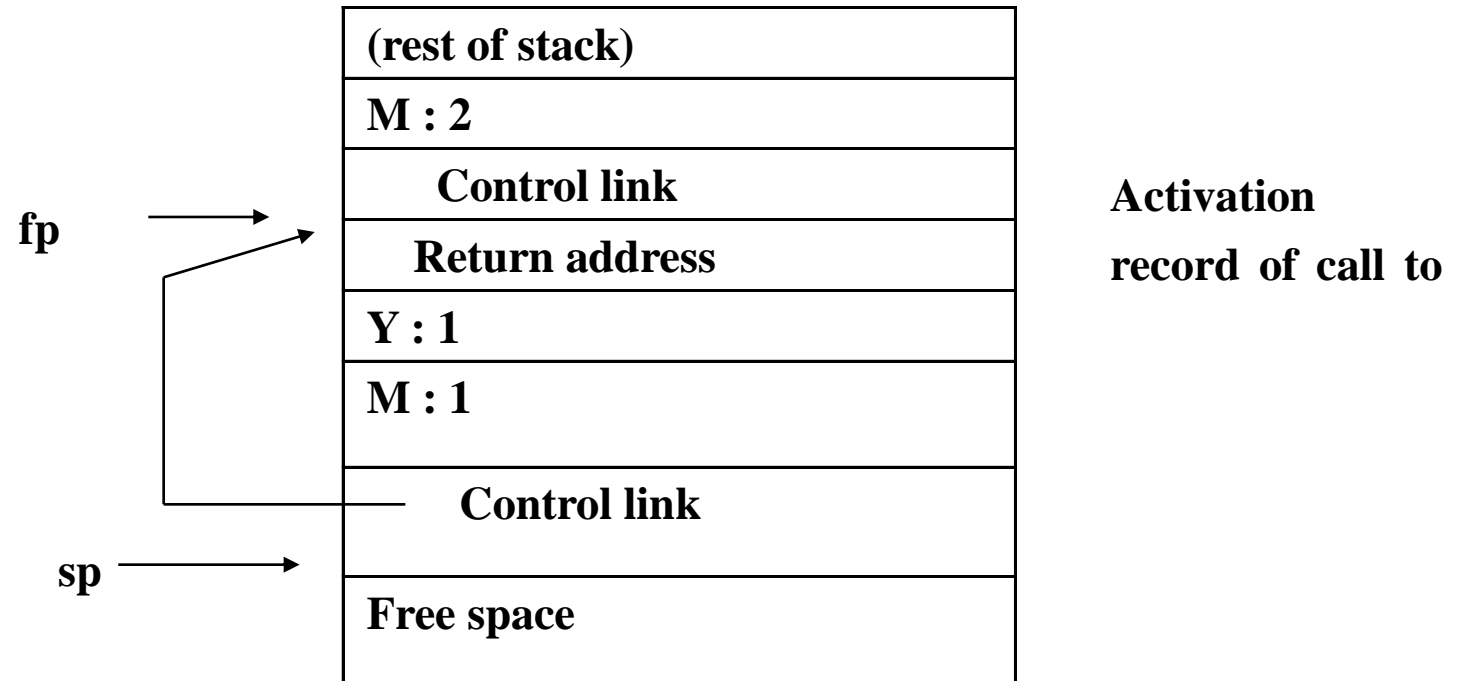 (rest of stack)
M : 2
Control link
fp
Return address
Activation
record of call to
Y : 1
M : 1
Control link
sp
Free space